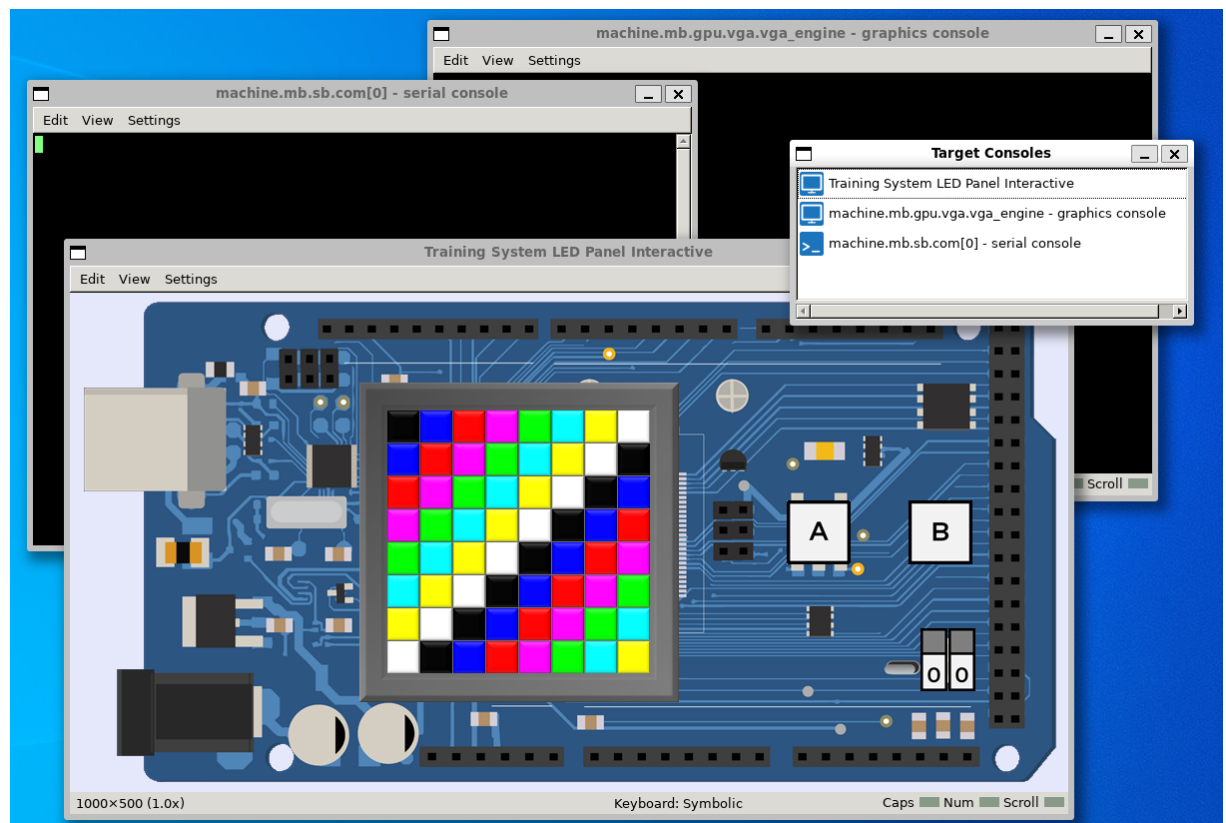 machine.mb.gpu.vga.vga_engine - graphics console
Edit View Settings
machine.mb.sb.com[0] - serial console
Edit View Settings
Target Consoles
Training System LED Panel Interactive
machine.mb.gpu.vga.vga_engine - graphics console
machine.mb.sb.com[0] - serial console
Training System LED Panel Interactive
Edit View Settings
Scroll
A B
0 0
1000×500 (1.0x) Keyboard: Symbolic Caps Num Scroll